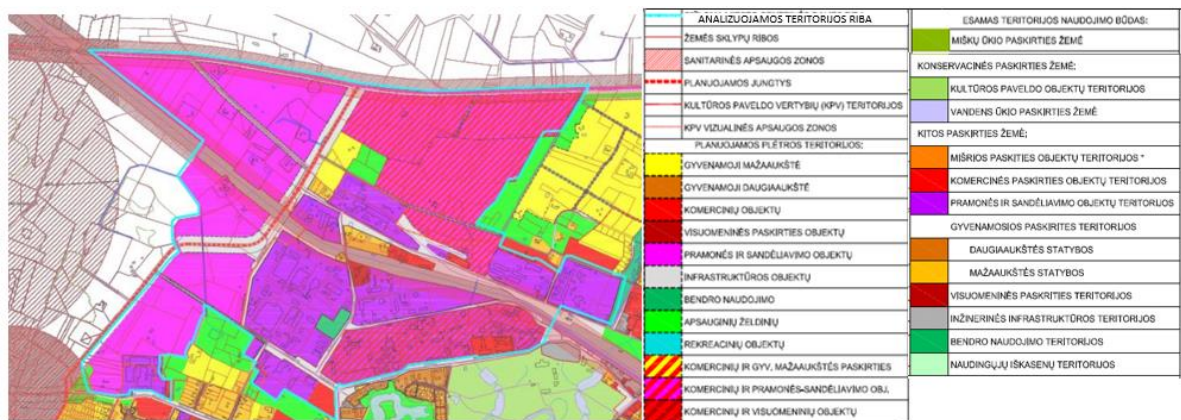 ANALIZUOJAMOS TERITORIJOS RIBA
ŽEMĖS SKLYPŲ RIBOS
SANITARINĖS APSAUGOS ZONOS
PLANUOJAMOS JUNGTYS
KULTŪROS PAVELDO VERTYBIŲ (KPV) TERITORIJOS
KPV VIZUALINĖS APSAUGOS ZONOS
PLANUOJAMOS PLĖTROS TERITORIJOS:
GYVENAMOJI MAŽAAUKŠTĖ
GYVENAMOJI DAUGIAAUKŠTĖ
KOMERCINIŲ OBJEKTŲ
VISUOMENINĖS PASKIRTIES OBJEKTŲ
PRAMONĖS IR SANDĖLIAVIMO OBJEKTŲ
INFRASTRUKTŪROS OBJEKTŲ
BENDRO NAUDOJIMO
APSAUGINIŲ ŽELDINIŲ
REKREACINIŲ OBJEKTŲ
KOMERCINIŲ IR GYV, MAŽAAUKŠTĖS PASKIRTIES
KOMERCINIŲ IR PRAMONĖS-SANDĖLIAVIMO OBJ.
KOMERCINIŲ IR VISUOMENINIŲ OBJEKTŲ
ESAMAS TERITORIJOS NAUDOJIMO BŪDAS:
MIŠKŲ ŪKIO PASKIRTIES ŽEMĖ
KONSERVACINĖS PASKIRTIES ŽEMĖ:
KULTŪROS PAVELDO OBJEKTŲ TERITORIJOS
VANDENS ŪKIO PASKIRTIES ŽEMĖ
KITOS PASKIRTIES ŽEMĖ;
MIŠRIOS PASKITIES OBJEKTŲ TERITORIJOS *
KOMERCINĖS PASKIRTIES OBJEKTŲ TERITORIJOS
PRAMONĖS IR SANDĖLIAVIMO OBJEKTŲ TERITORIJOS
GYVENAMOSIOS PASKIRITES TERITORIJOS
DAUGIAAUKŠTĖS STATYBOS
MAŽAAUKŠTĖS STATYBOS
VISUOMENINĖS PASKRITIES TERITORIJOS
INŽINERINĖS INFRASTRUKTŪROS TERITORIJOS
BENDRO NAUDOJIMO TERITORIJOS
NAUDINGŲJŲ IŠKASENŲ TERITORIJOS